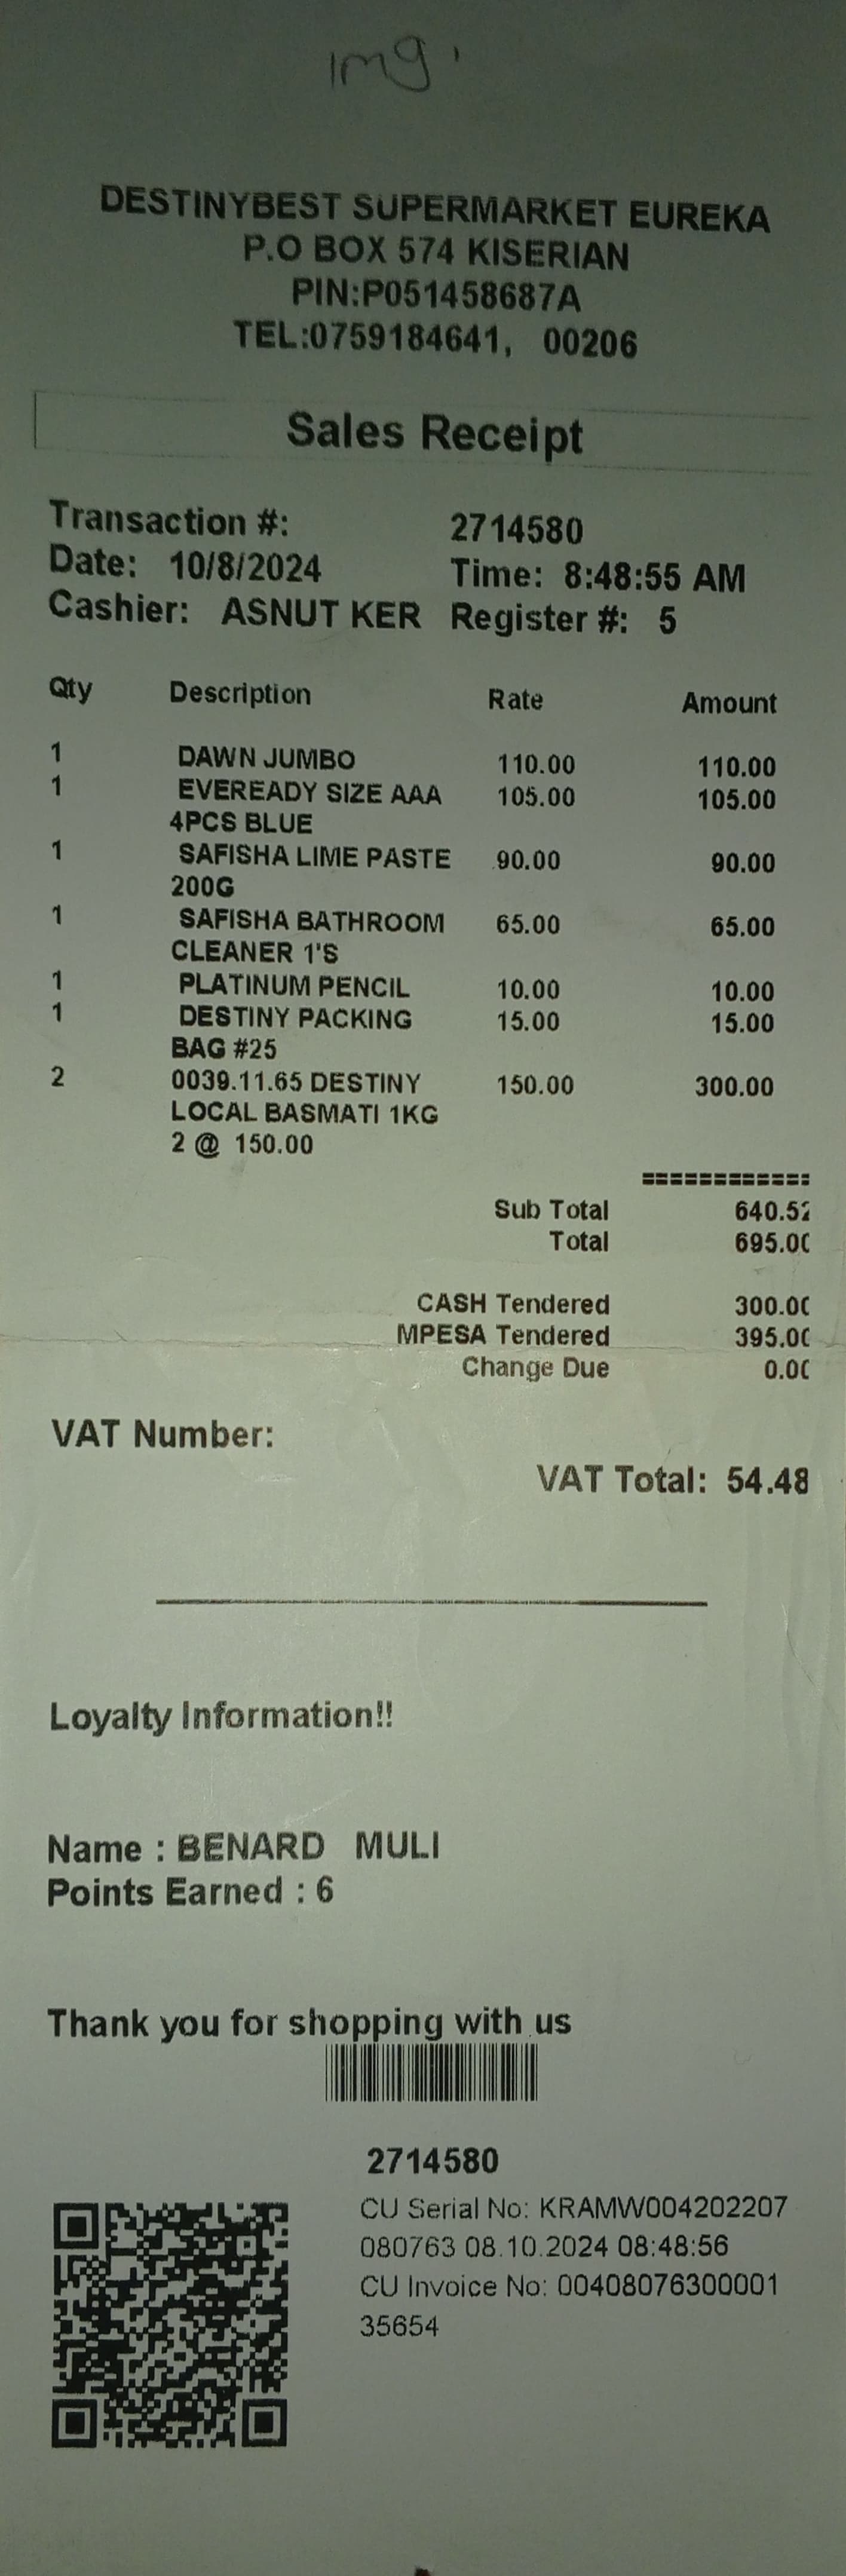 Img'
DESTINYBEST SUPERMARKET EUREKA
P.O BOX 574 KISERIAN
PIN:P051458687A
TEL:0759184641, 00206
Sales Receipt
Transaction #: 2714580
Date: 10/8/2024 Time: 8:48:55 AM
Cashier: ASNUT KER Register #: 5
Qty Description Rate Amount
1 DAWN JUMBO 110.00 110.00
1 EVEREADY SIZE AAA 105.00 105.00
4PCS BLUE
1 SAFISHA LIME PASTE 90.00 90.00
200G
1 SAFISHA BATHROOM 65.00 65.00
CLEANER 1'S
1 PLATINUM PENCIL 10.00 10.00
1 DESTINY PACKING 15.00 15.00
BAG #25
2 0039.11.65 DESTINY 150.00 300.00
LOCAL BASMATI 1KG
2 @ 150.00
============
Sub Total 640.52
Total 695.00
CASH Tendered 300.00
MPESA Tendered 395.00
Change Due 0.00
VAT Number:
VAT Total: 54.48
Loyalty Information!!
Name : BENARD MULI
Points Earned : 6
Thank you for shopping with us
2714580
CU Serial No: KRAMW004202207
080763 08.10.2024 08:48:56
CU Invoice No: 00408076300001
35654